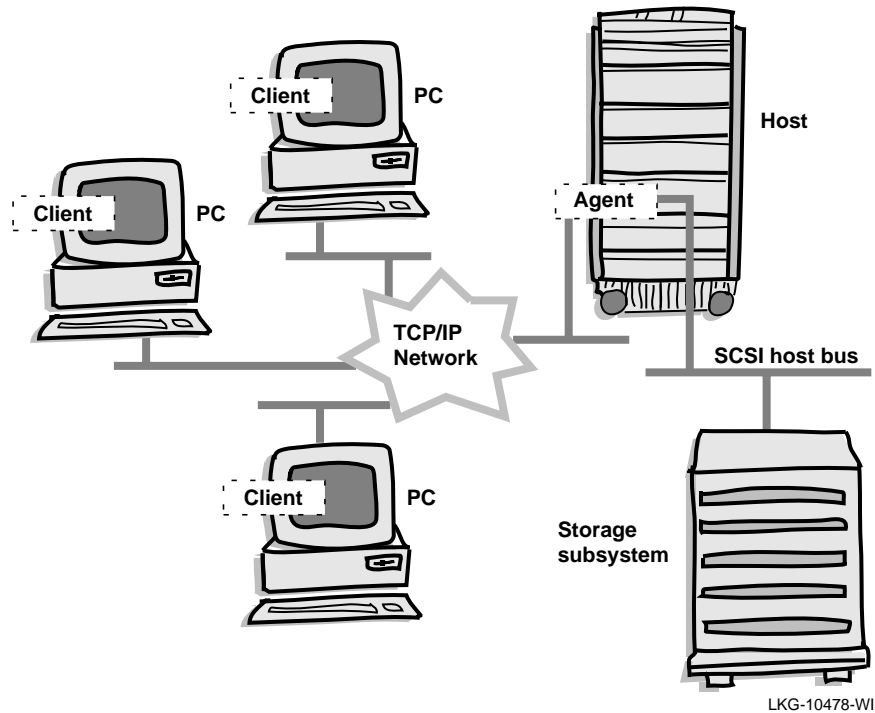 Client
PC
Host
Client
PC
Agent
TCP/IP
Network
SCSI host bus
Client
PC
Storage
subsystem
LKG-10478-WI